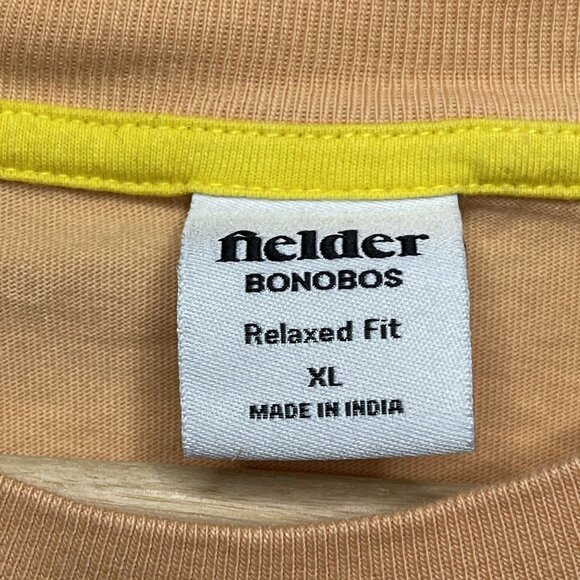 fielder
BONOBOS
Relaxed Fit
XL
MADE IN INDIA